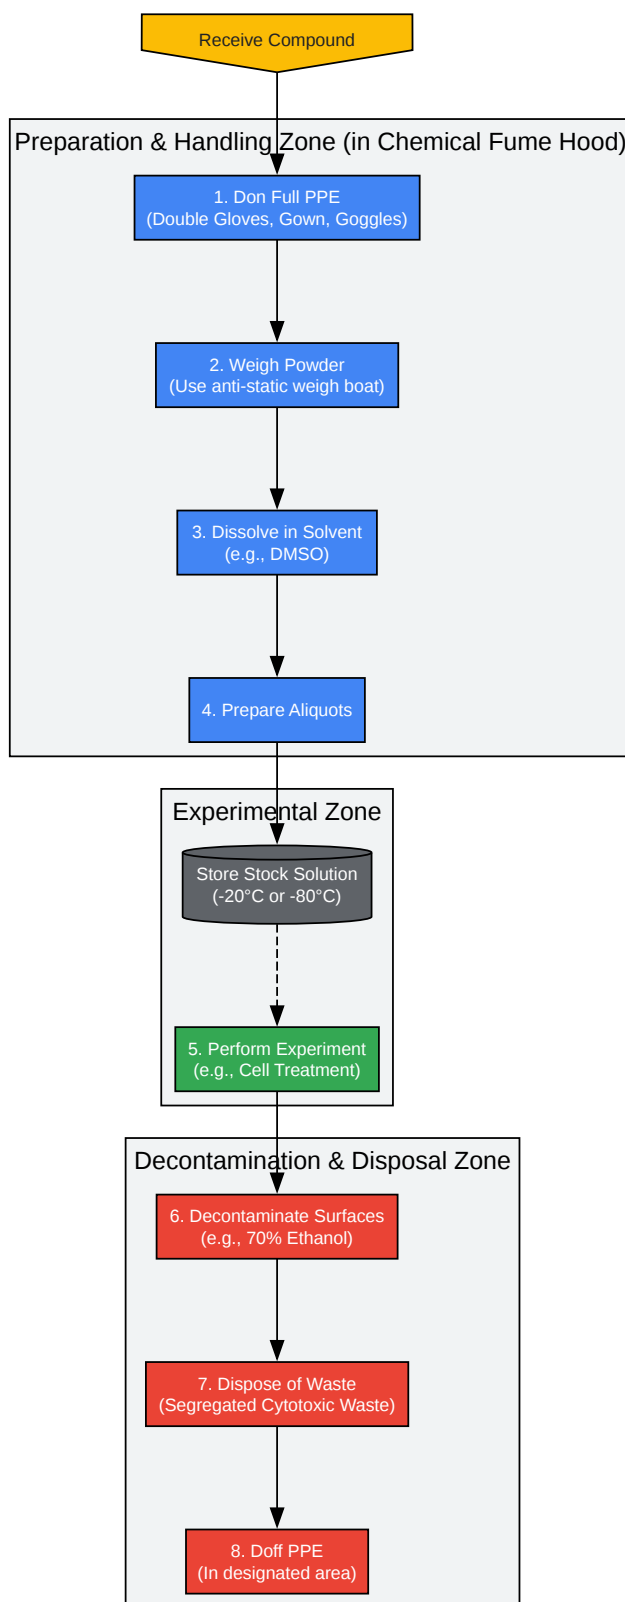 Receive Compound
Preparation & Handling Zone (in Chemical Fume Hood)
1. Don Full PPE
(Double Gloves, Gown, Goggles)
2. Weigh Powder
(Use anti-static weigh boat)
3. Dissolve in Solvent
(e.g., DMSO)
4. Prepare Aliquots
Experimental Zone
Store Stock Solution
(-20°C or -80°C)
5. Perform Experiment
(e.g., Cell Treatment)
Decontamination & Disposal Zone
6. Decontaminate Surfaces
(e.g., 70% Ethanol)
7. Dispose of Waste
(Segregated Cytotoxic Waste)
8. Doff PPE
(In designated area)